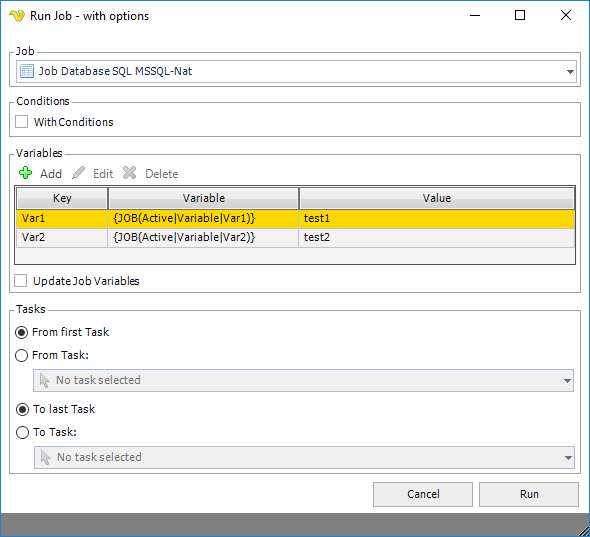 Run Job - with options
Job
Job Database SQL MSSQL-Nat
Conditions
WithConditions
Variables
Add Edit Delete
Key Variable Value
Var1 {JOB(Active|Variable|Var1)} test1
Var2 {JOB(Active|Variable|Var2)} test2
Update Job Variables
Tasks
From first Task
From Task:
No task selected
To last Task
To Task:
No task selected
Cancel Run